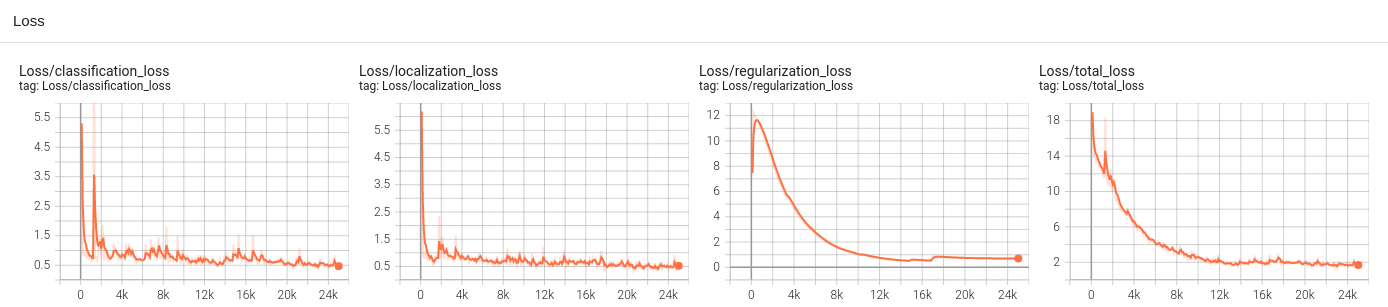 Loss
Loss/classification_loss
tag: Loss/classification_loss
5.5
4.5
3.5
2.5
1.5
0.5
0 4k 8k 12k 16k 20k 24k
Loss/localization_loss
tag: Loss/localization_loss
5.5
4.5
3.5
2.5
1.5
0.5
0 4k 8k 12k 16k 20k 24k
Loss/regularization_loss
tag: Loss/regularization_loss
12
10
8
6
4
2
0
0 4k 8k 12k 16k 20k 24k
Loss/total_loss
tag: Loss/total_loss
18
14
10
6
2
0 4k 8k 12k 16k 20k 24k